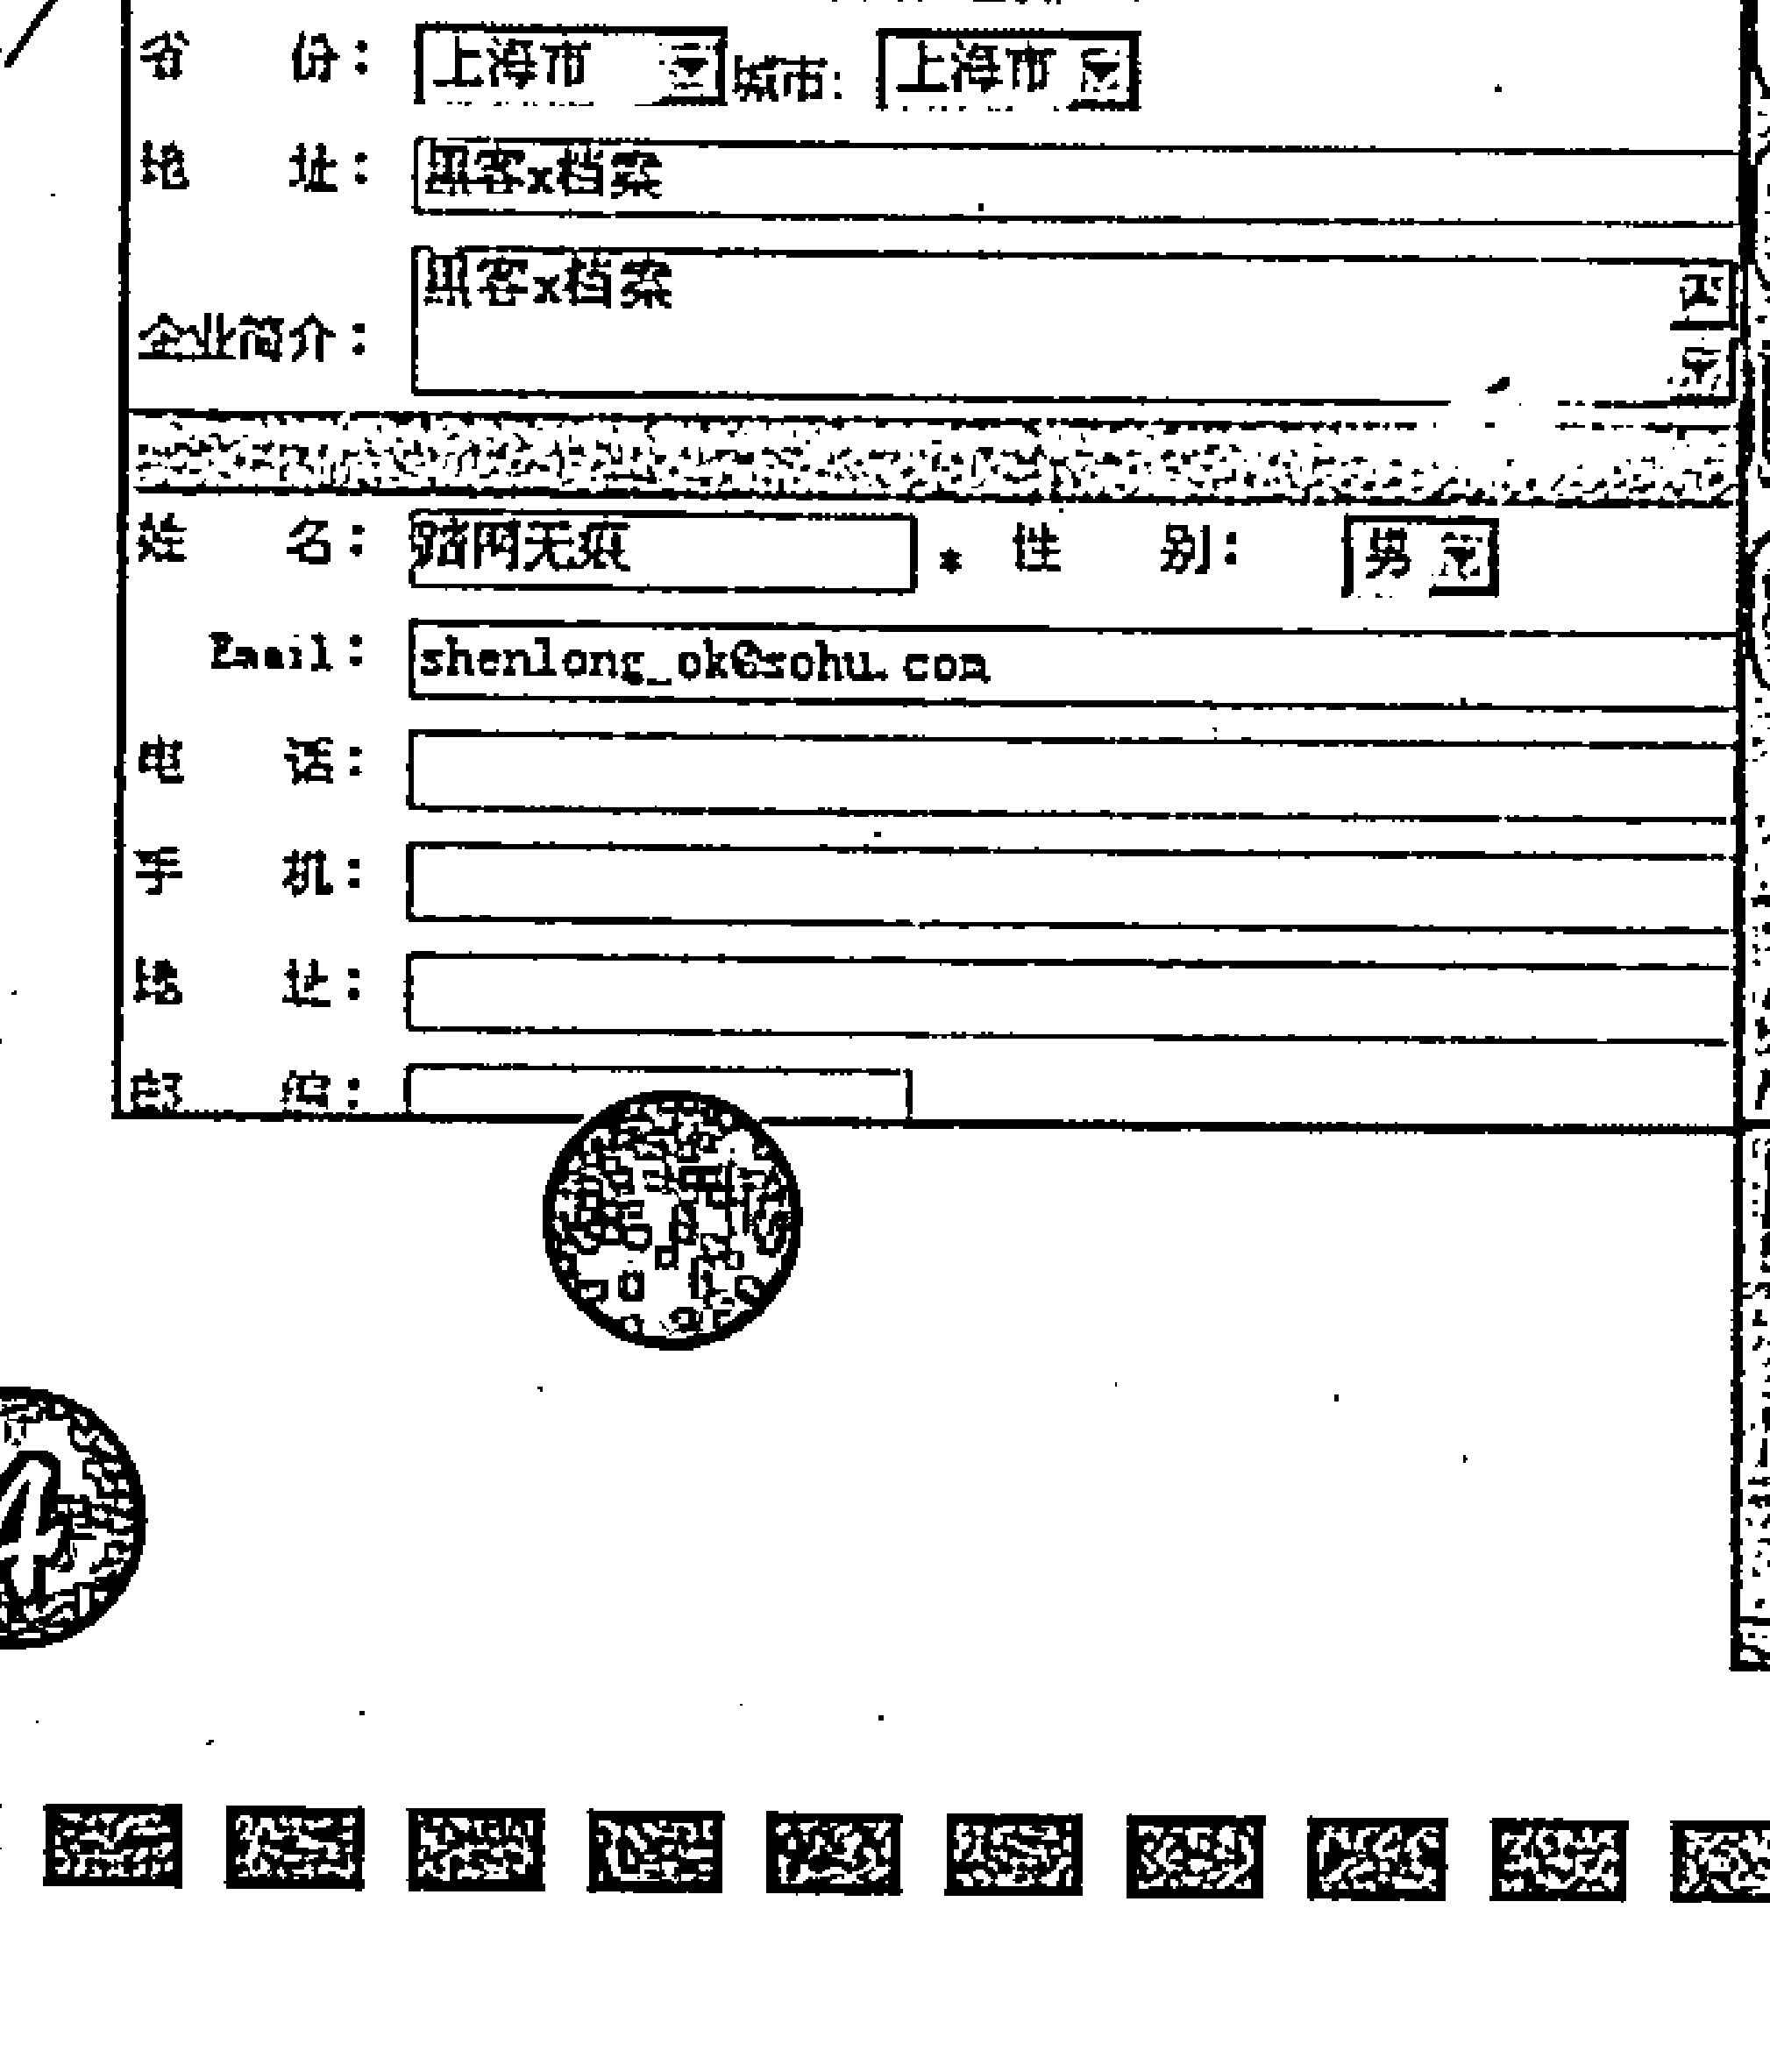 省 份： 上海市 城市: 上海市
地 址： 黑客x档案
黑客x档案
企业简介：
姓 名： 踏网无痕 * 性 别： 男
Email： shenlong_ok@sohu.com
电 话：
手 机：
地 址：
邮 编：